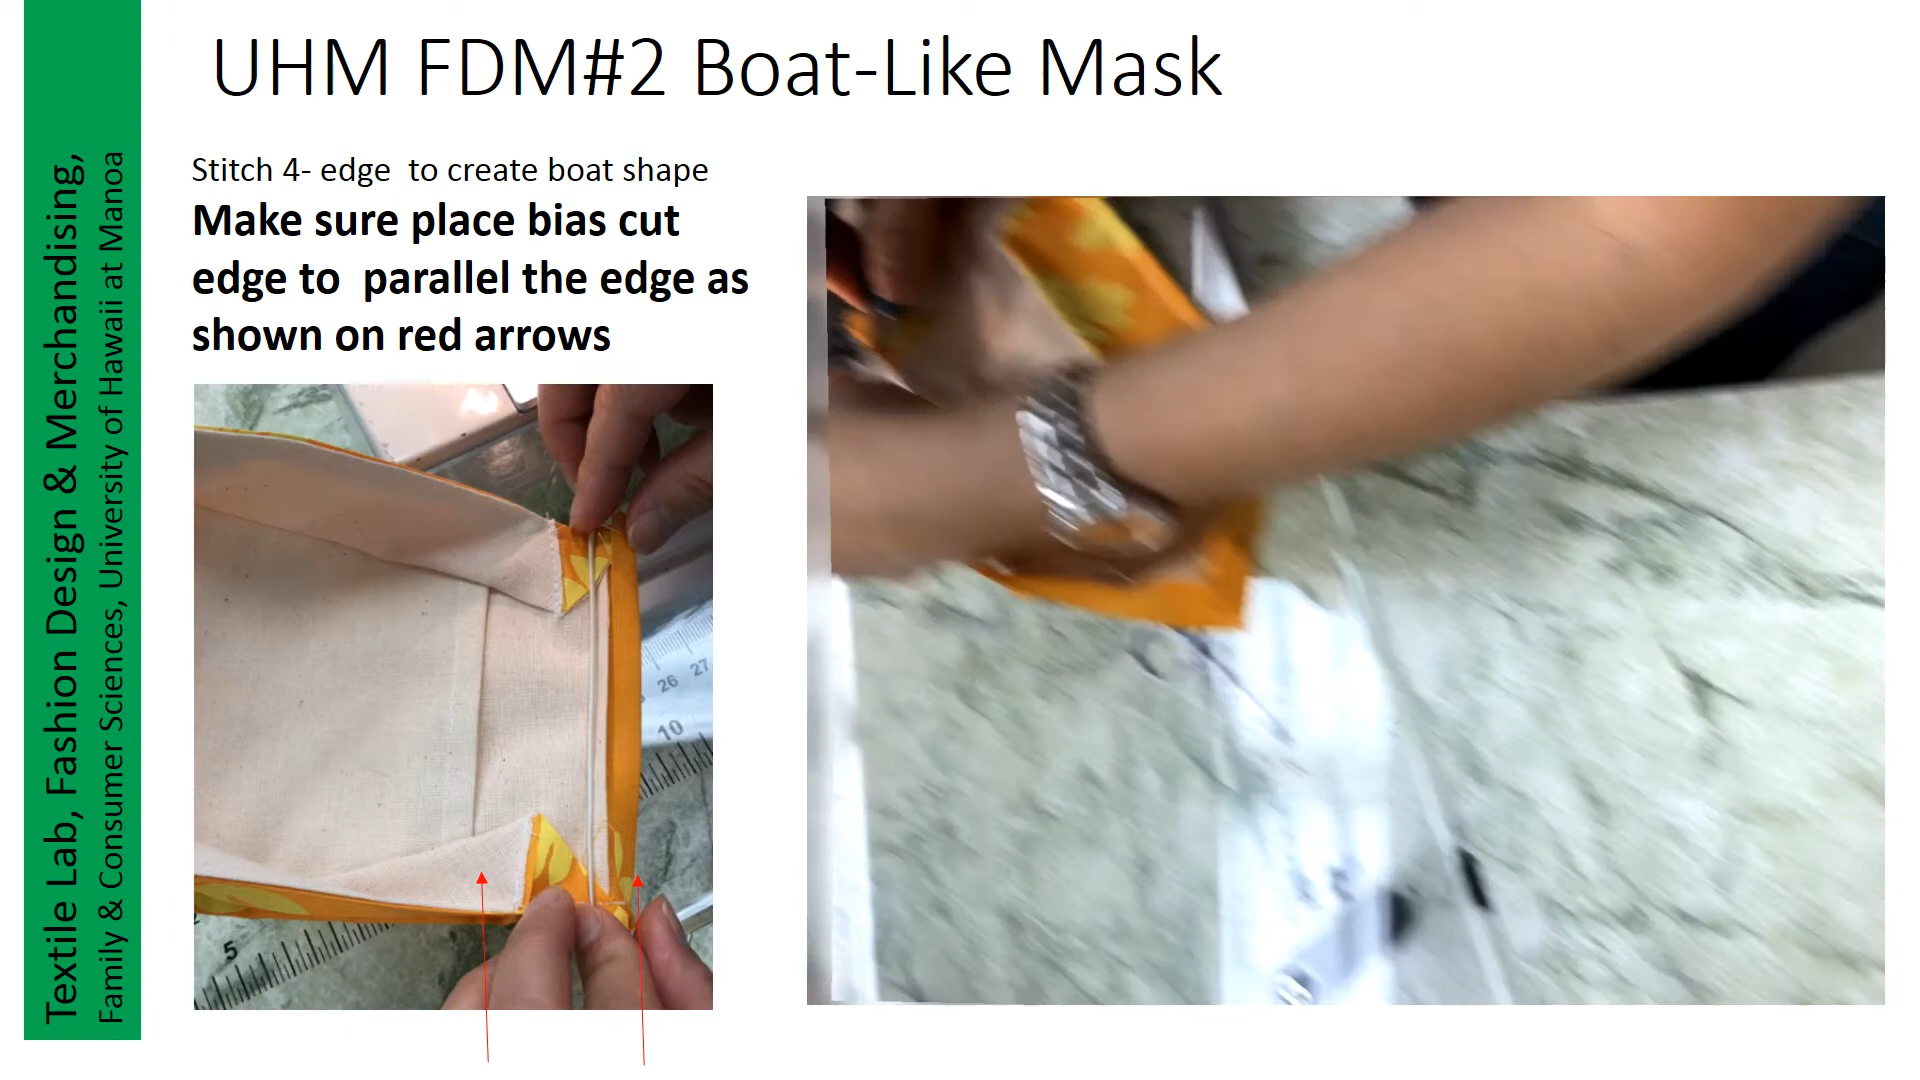 UHM FDM#2 Boat-Like Mask
Stitch 4- edge  to create boat shape
Make sure place bias cut
edge to  parallel the edge as
shown on red arrows
Textile Lab, Fashion Design & Merchandising,
Family & Consumer Sciences, University of Hawaii at Manoa
26 27
10
5